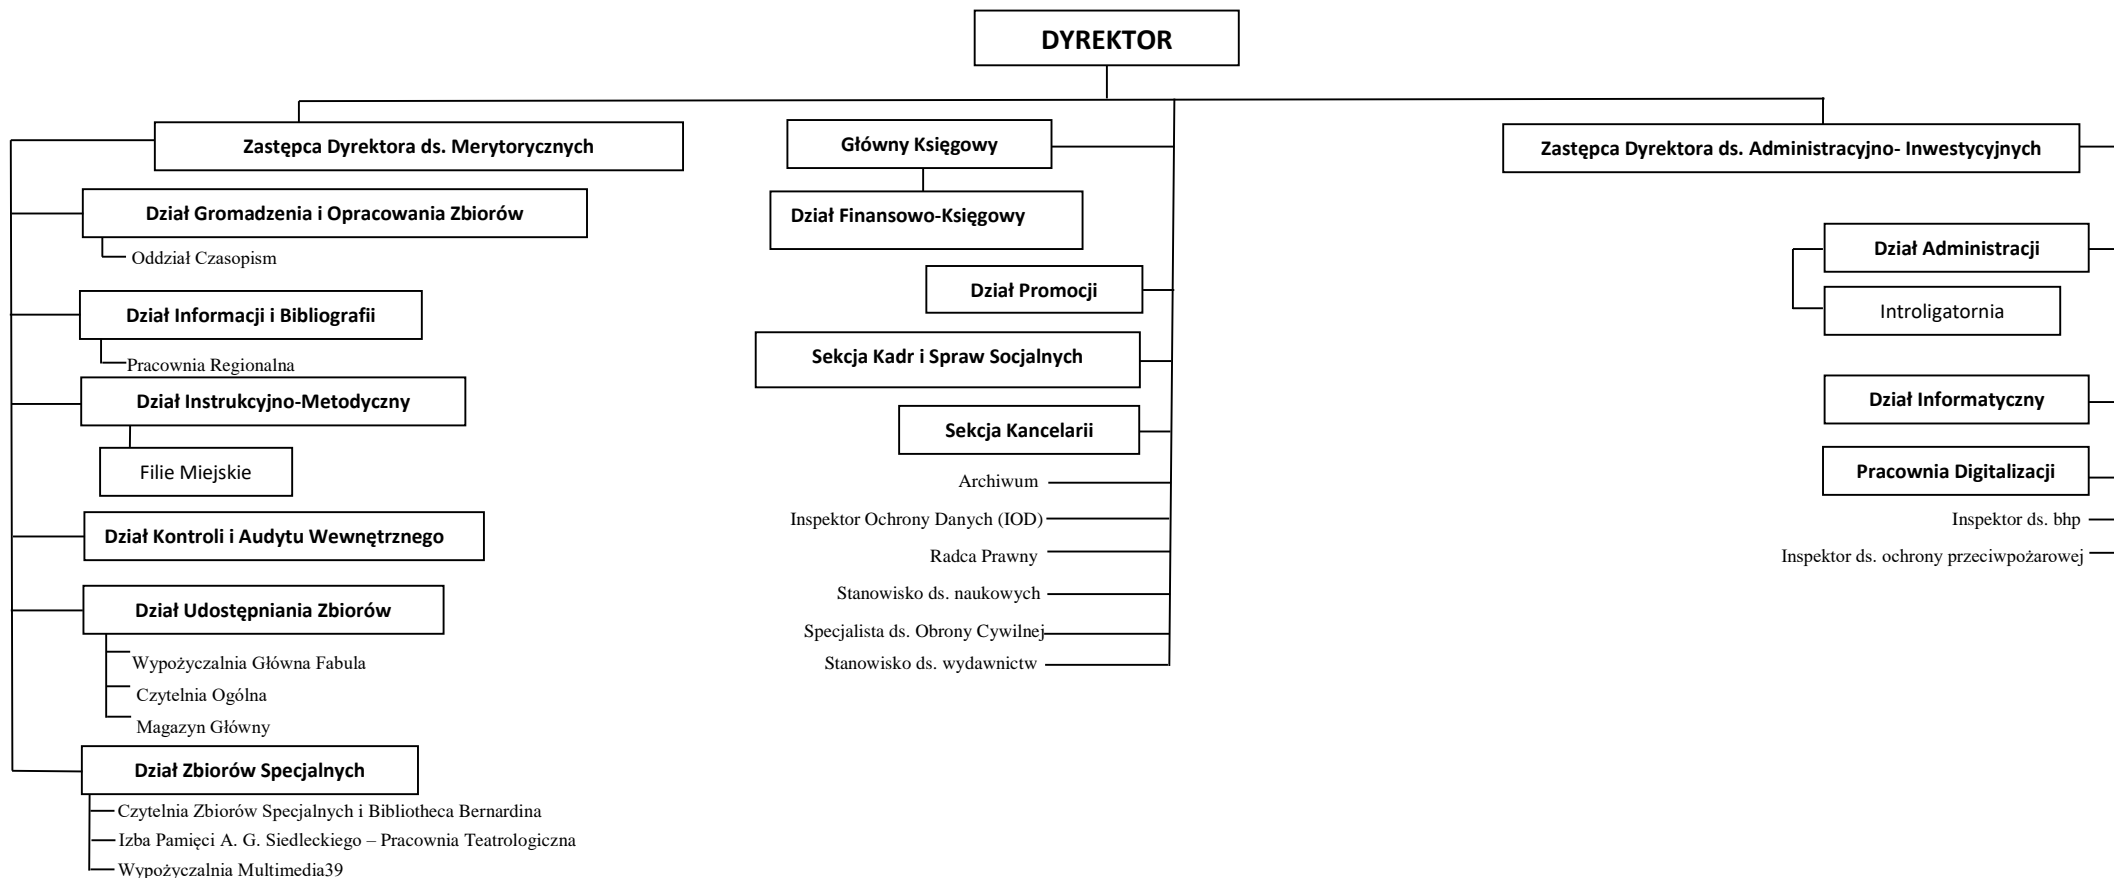 DYREKTOR
Zastępca Dyrektora ds. Merytorycznych
Dział Gromadzenia i Opracowania Zbiorów
Oddział Czasopism
Dział Informacji i Bibliografii
Pracownia Regionalna
Dział Instrukcyjno-Metodyczny
Filie Miejskie
Dział Kontroli i Audytu Wewnętrznego
Dział Udostępniania Zbiorów
Wypożyczalnia Główna Fabula
Czytelnia Ogólna
Magazyn Główny
Dział Zbiorów Specjalnych
Czytelnia Zbiorów Specjalnych i Bibliotheca Bernardina
Izba Pamięci A. G. Siedleckiego – Pracownia Teatrologiczna
Wypożyczalnia Multimedia39
Główny Księgowy
Dział Finansowo-Księgowy
Dział Promocji
Sekcja Kadr i Spraw Socjalnych
Sekcja Kancelarii
Archiwum
Inspektor Ochrony Danych (IOD)
Radca Prawny
Stanowisko ds. naukowych
Specjalista ds. Obrony Cywilnej
Stanowisko ds. wydawnictw
Zastępca Dyrektora ds. Administracyjno- Inwestycyjnych
Dział Administracji
Introligatornia
Dział Informatyczny
Pracownia Digitalizacji
Inspektor ds. bhp
Inspektor ds. ochrony przeciwpożarowej